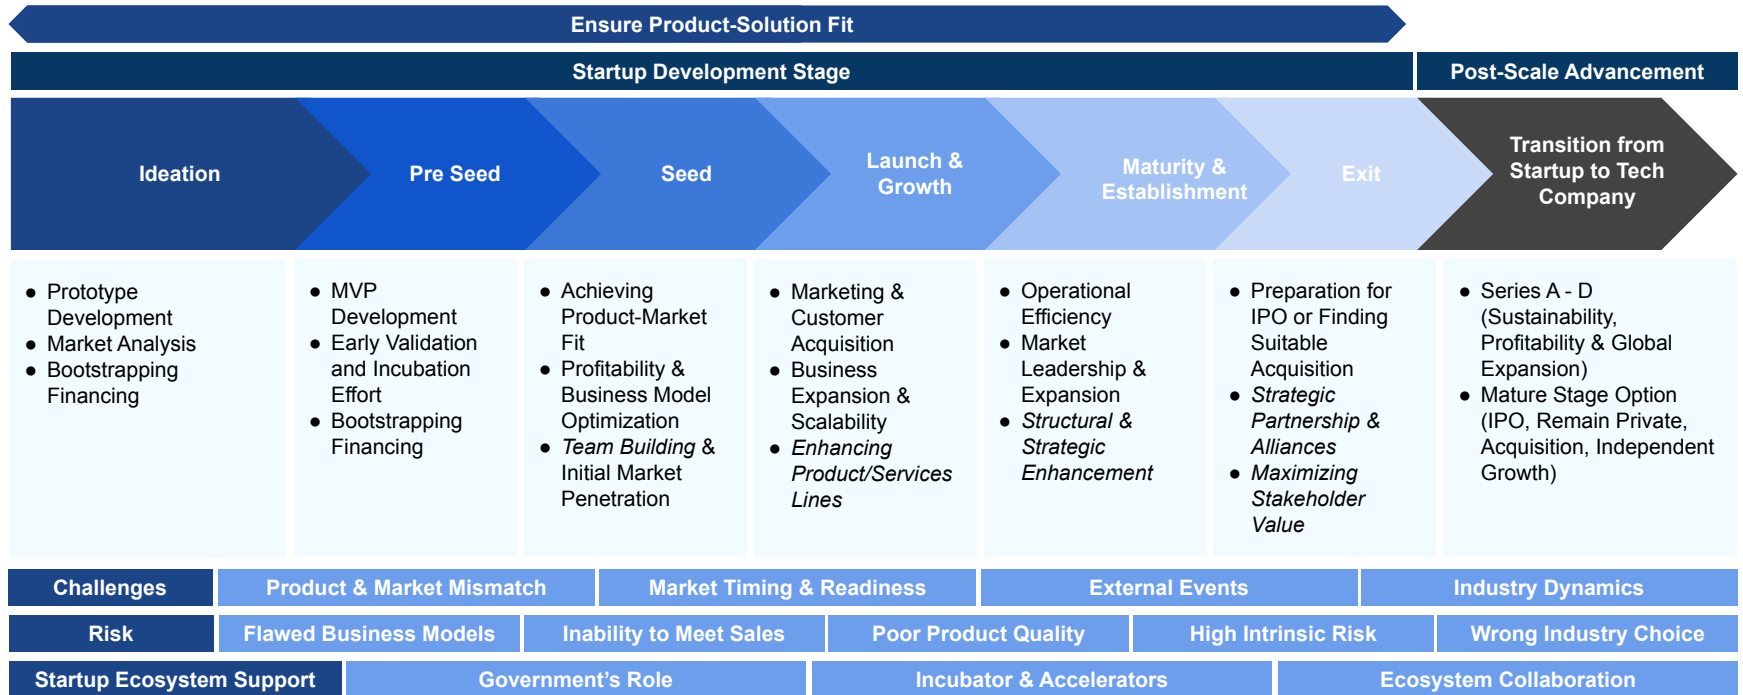 Ensure Product-Solution Fit
Startup Development Stage
Post-Scale Advancement
Ideation
Pre Seed
Seed
Launch &
Growth
Maturity &
Establishment
Exit
Transition from
Startup to Tech
Company
● Prototype
Development
● Market Analysis
● Bootstrapping
Financing
● MVP
Development
● Early Validation
and Incubation
Effort
● Bootstrapping
Financing
● Achieving
Product-Market
Fit
● Profitability &
Business Model
Optimization
● Team Building &
Initial Market
Penetration
● Marketing &
Customer
Acquisition
● Business
Expansion &
Scalability
● Enhancing
Product/Services
Lines
● Operational
Efficiency
● Market
Leadership &
Expansion
● Structural &
Strategic
Enhancement
● Preparation for
IPO or Finding
Suitable
Acquisition
● Strategic
Partnership &
Alliances
● Maximizing
Stakeholder
Value
● Series A - D
(Sustainability,
Profitability & Global
Expansion)
● Mature Stage Option
(IPO, Remain Private,
Acquisition, Independent
Growth)
Challenges
Product & Market Mismatch
Market Timing & Readiness
External Events
Industry Dynamics
Risk
Flawed Business Models
Inability to Meet Sales
Poor Product Quality
High Intrinsic Risk
Wrong Industry Choice
Startup Ecosystem Support
Government’s Role
Incubator & Accelerators
Ecosystem Collaboration